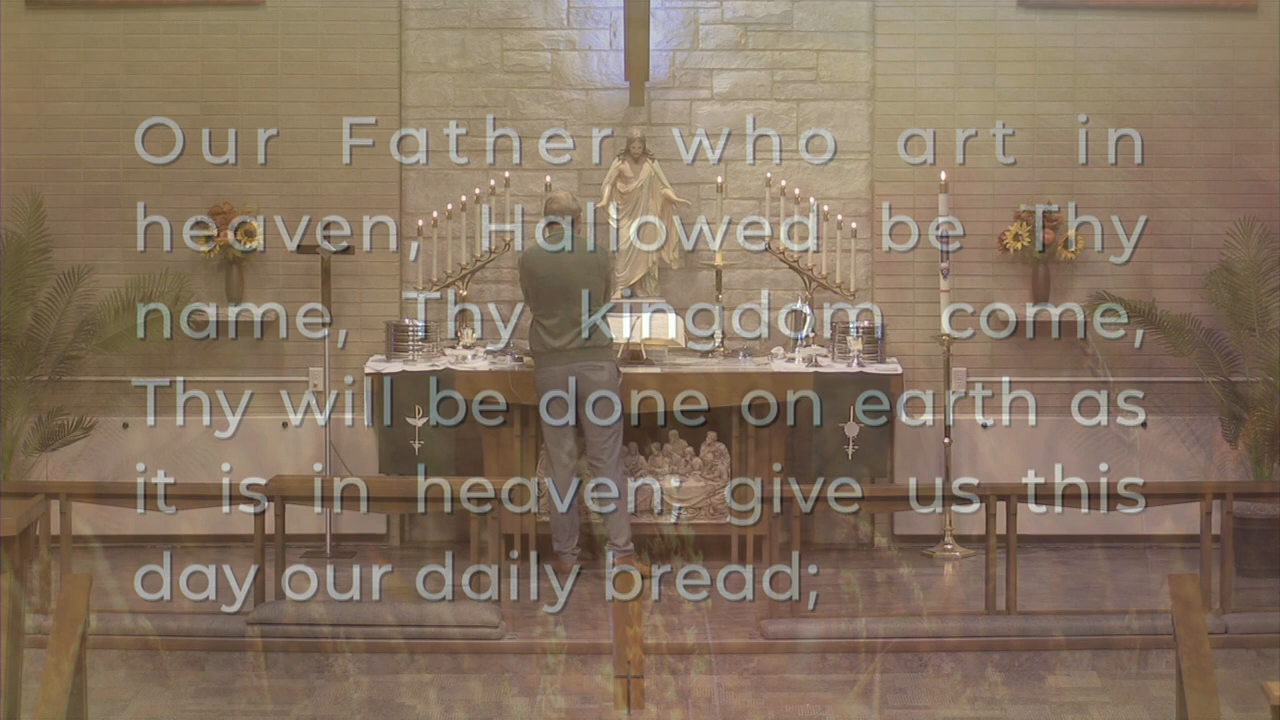 Our Father who art in
heaven, Hallowed be Thy
name, Thy kingdom come,
Thy will be done on earth as
it is in heaven; give us this
day our daily bread;